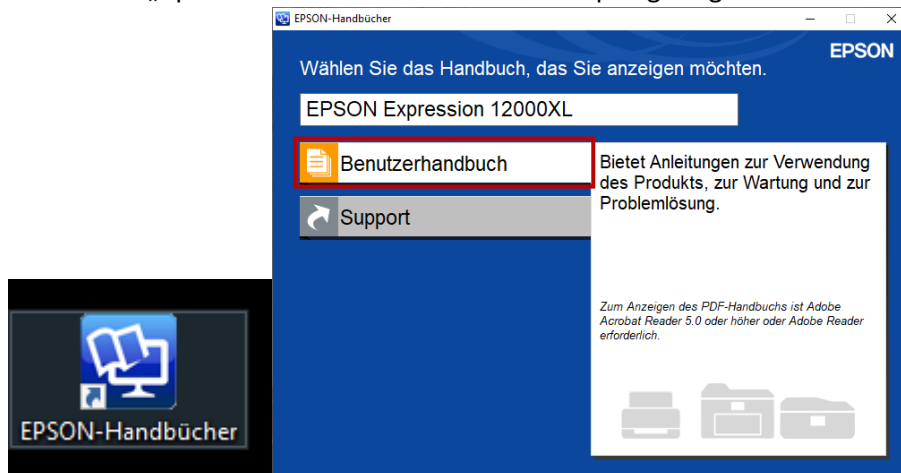 EPSON-Handbücher
EPSON
Wählen Sie das Handbuch, das Sie anzeigen möchten.
EPSON Expression 12000XL
Benutzerhandbuch
Bietet Anleitungen zur Verwendung
des Produkts, zur Wartung und zur
Problemlösung.
Support
Zum Anzeigen des PDF-Handbuchs ist Adobe
Acrobat Reader 5.0 oder höher oder Adobe Reader
erforderlich.
EPSON-Handbücher